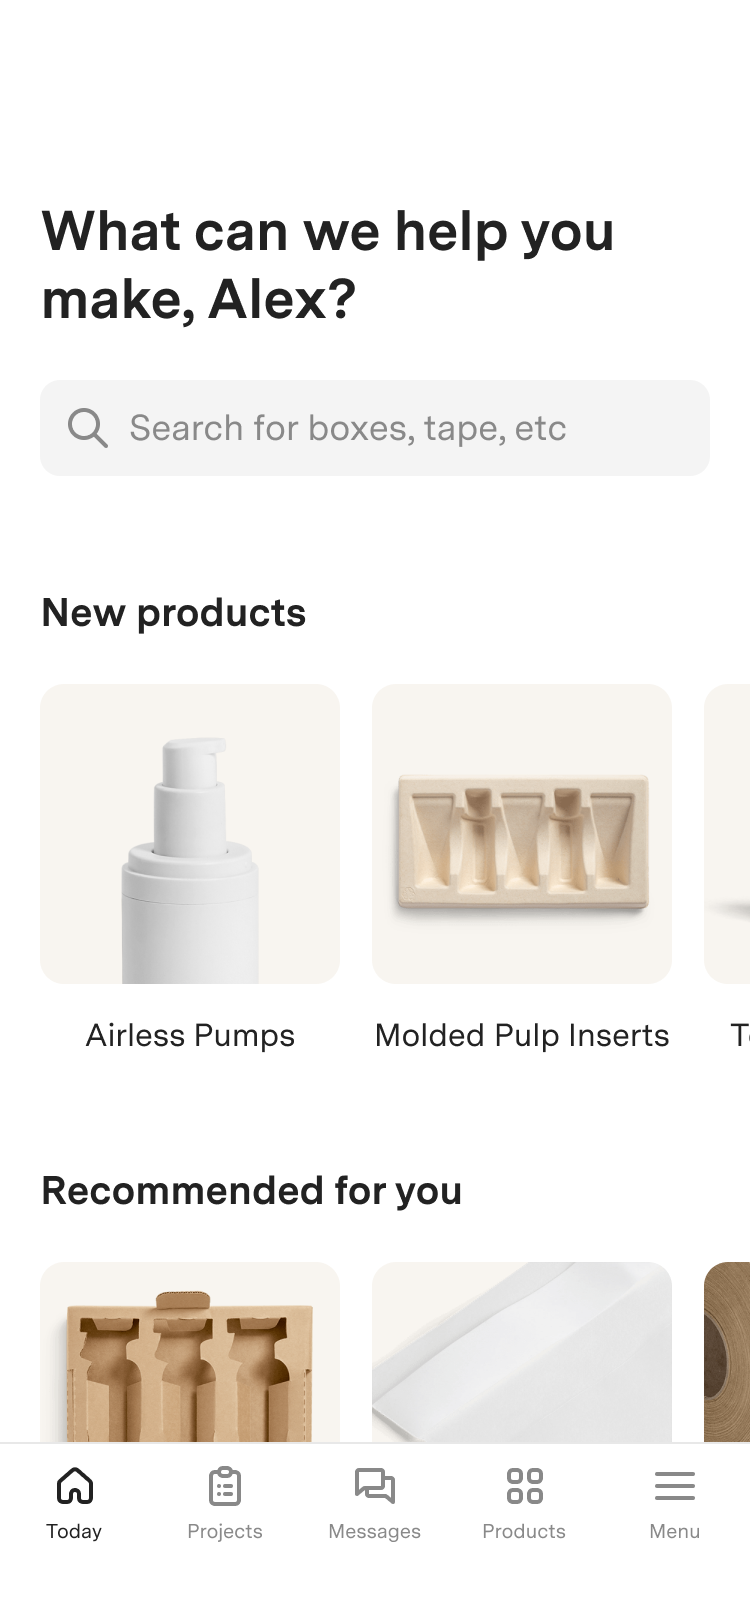 What can we help you
make, Alex?
Search for boxes, tape, etc
New products
Airless Pumps
Molded Pulp Inserts
Recommended for you
Today
Projects
Messages
Products
Menu